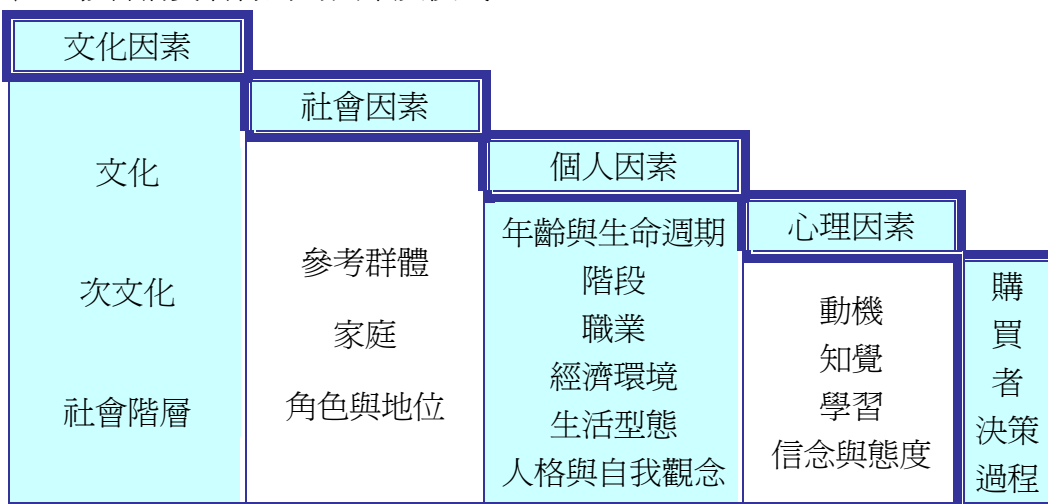 文化因素
文化
次文化
社會階層
社會因素
參考群體
家庭
角色與地位
個人因素
年齡與生命週期
階段
職業
經濟環境
生活型態
人格與自我觀念
心理因素
動機
知覺
學習
信念與態度
購
買
者
決策
過程